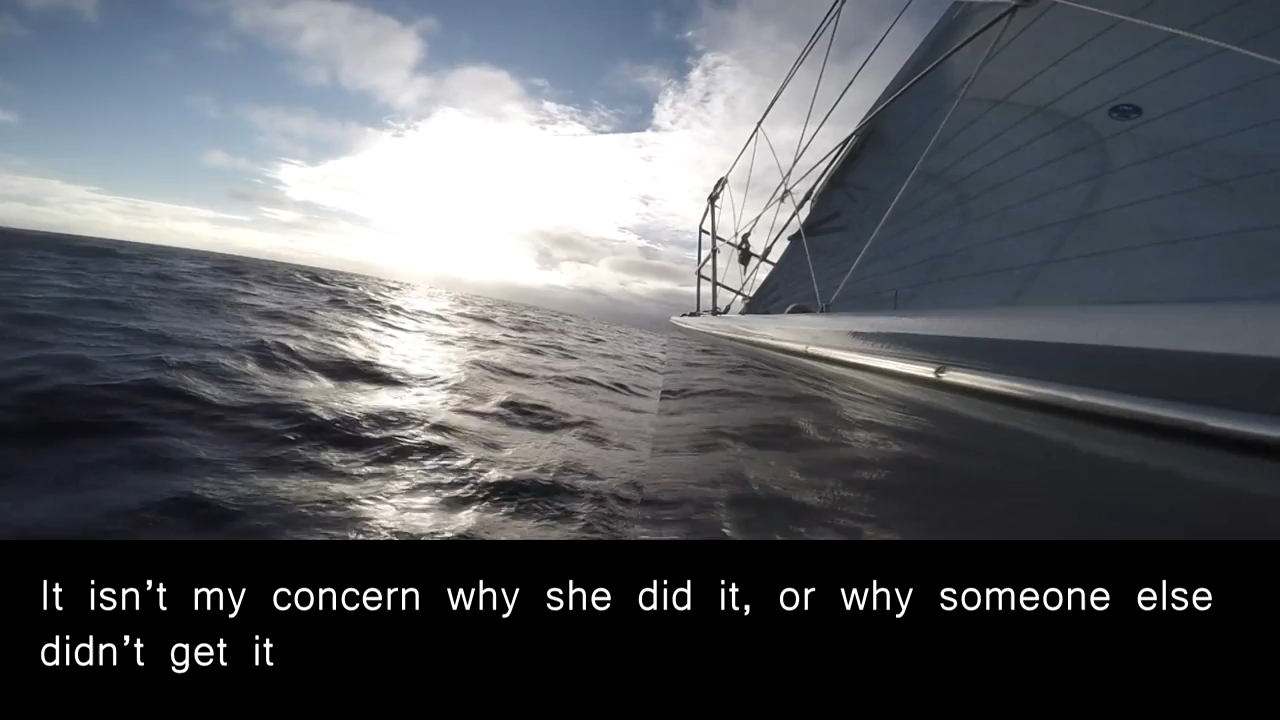 It isn’t my concern why she did it, or why someone else
didn’t get it